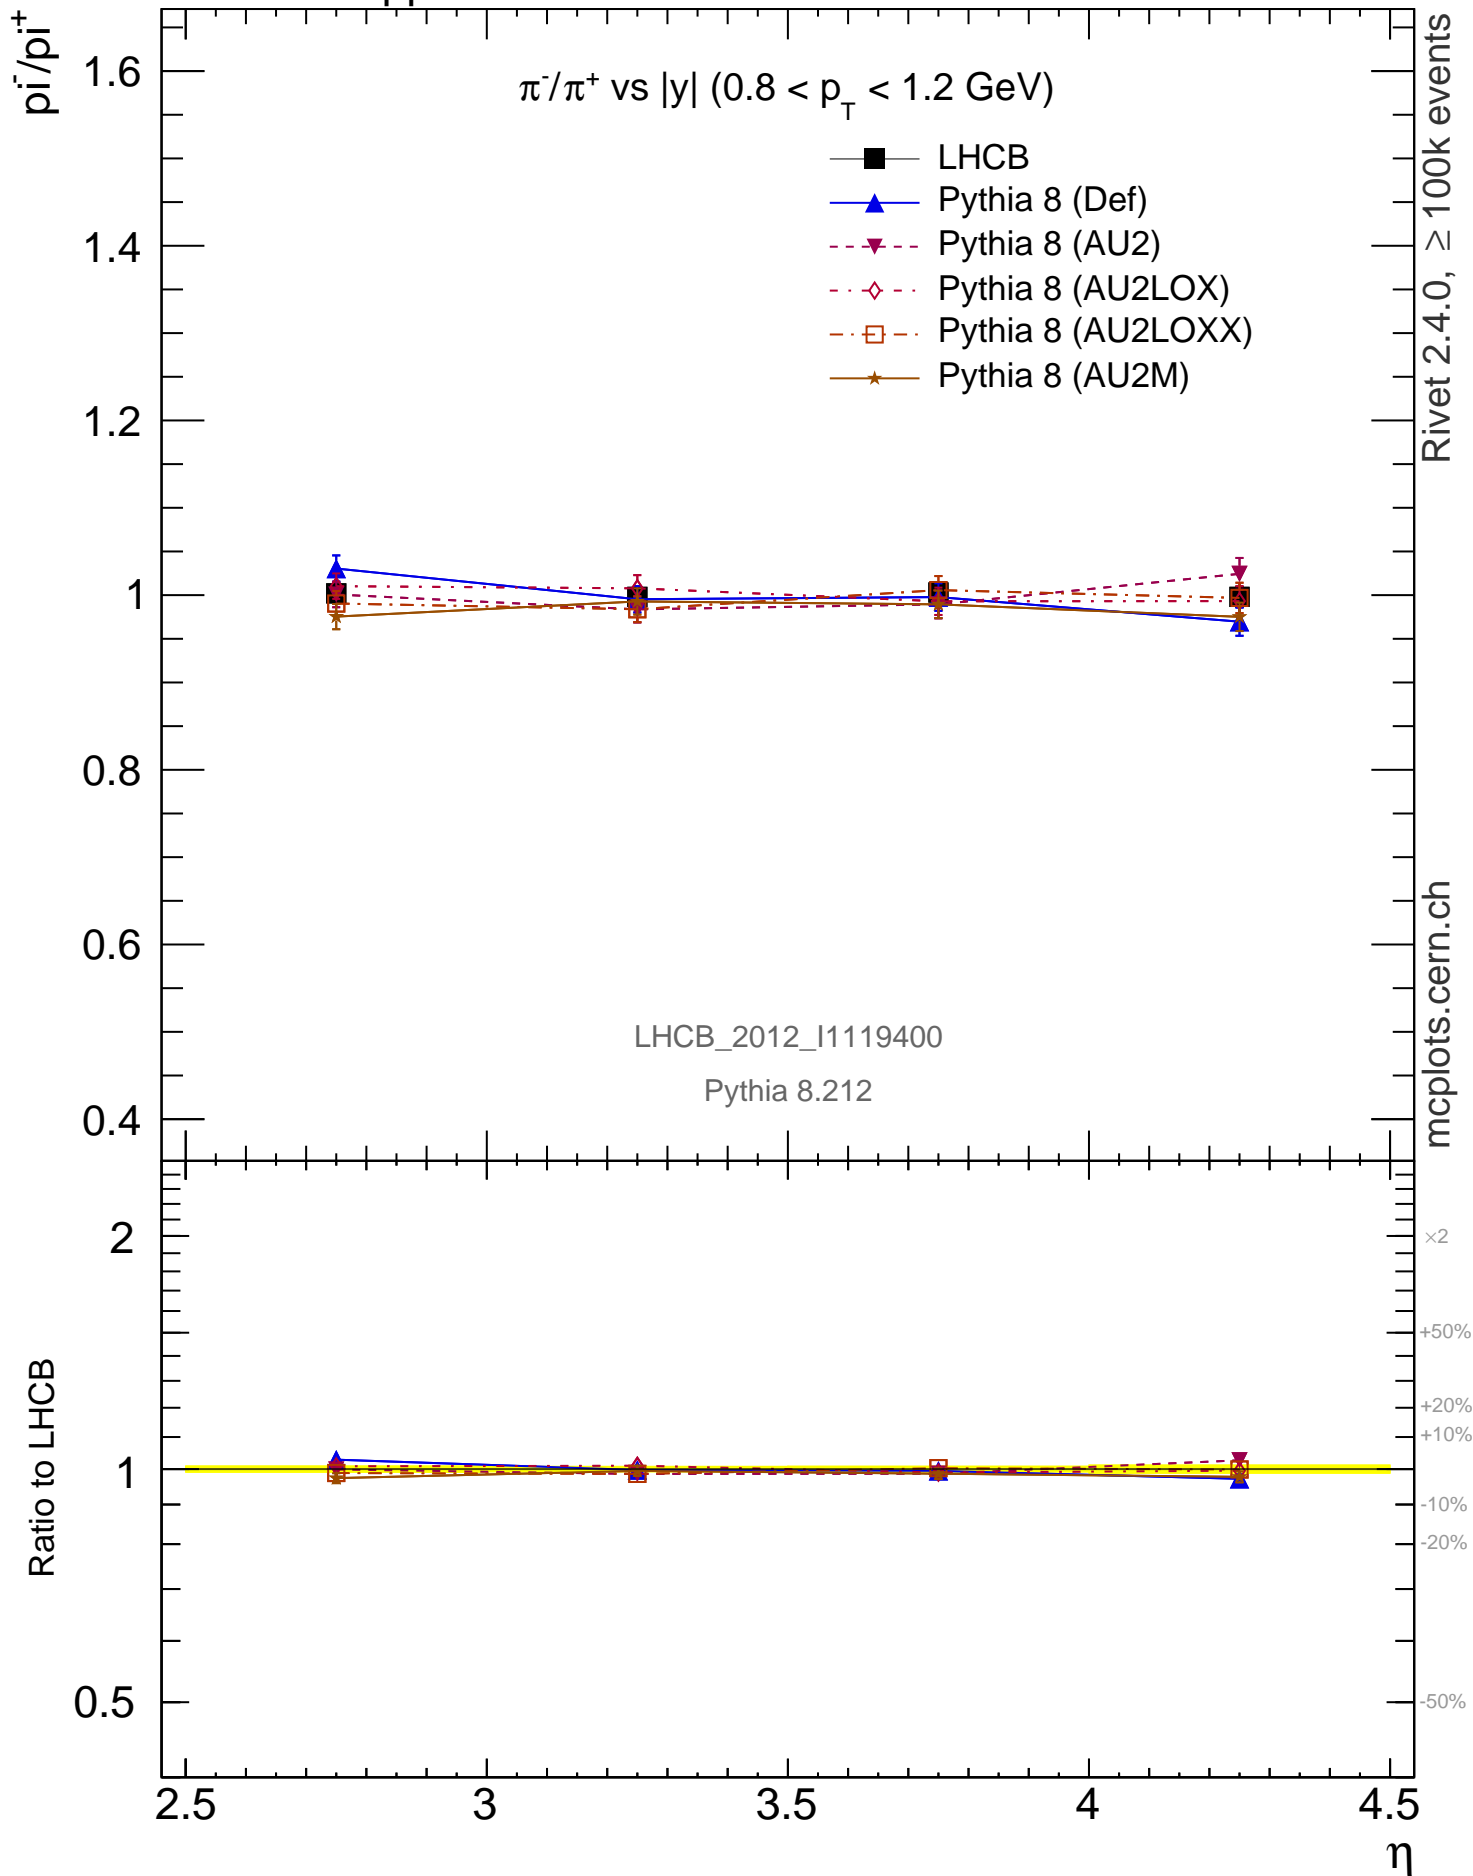 pp
pi⁻/pi⁺
π⁻/π⁺ vs |y| (0.8 < p_T < 1.2 GeV)
LHCB
Pythia 8 (Def)
Pythia 8 (AU2)
Pythia 8 (AU2LOX)
Pythia 8 (AU2LOXX)
Pythia 8 (AU2M)
1.6
1.4
1.2
1
0.8
0.6
0.4
LHCB_2012_I1119400
Pythia 8.212
Rivet 2.4.0, ≥ 100k events
mcplots.cern.ch
Ratio to LHCB
2
1
0.5
×2
+50%
+20%
+10%
-10%
-20%
-50%
2.5
3
3.5
4
4.5
η